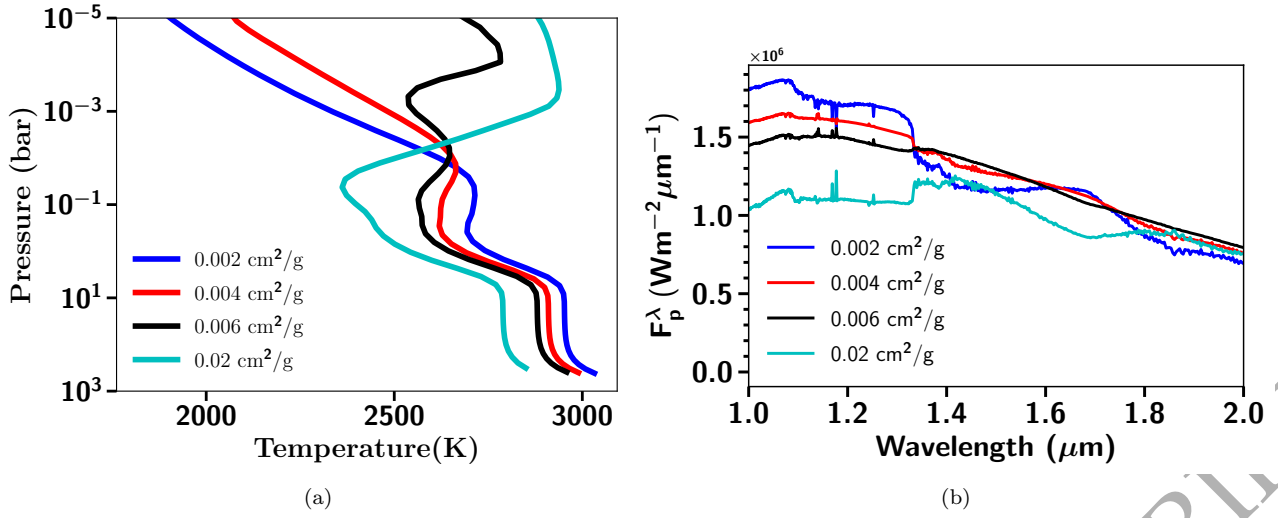 10⁻⁵
10⁻³
10⁻¹
10¹
10³
Pressure (bar)
0.002 cm²/g
0.004 cm²/g
0.006 cm²/g
0.02 cm²/g
2000 2500 3000
Temperature(K)
(a)
×10⁶
1.5
1.0
0.5
0.0
F_p^λ (Wm⁻²μm⁻¹)
0.002 cm²/g
0.004 cm²/g
0.006 cm²/g
0.02 cm²/g
1.0 1.2 1.4 1.6 1.8 2.0
Wavelength (μm)
(b)